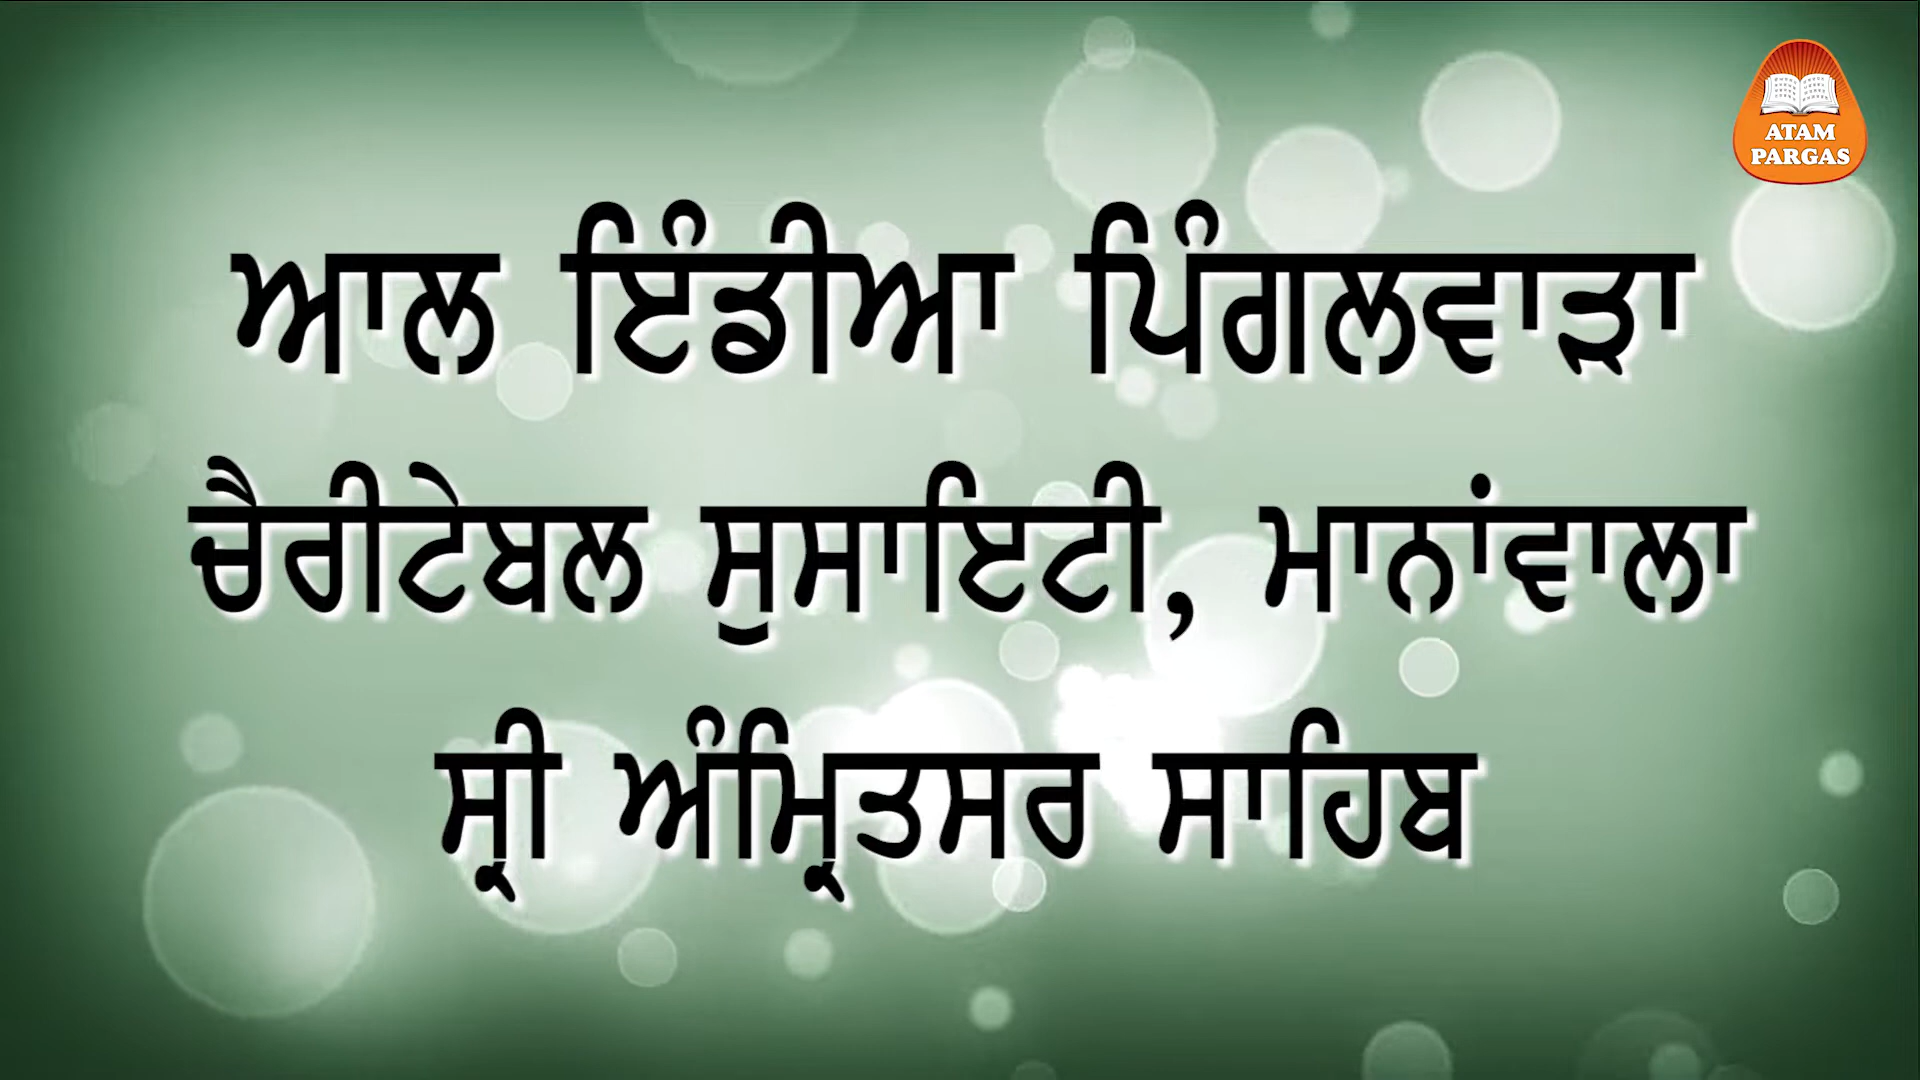 ATAM
PARGAS
ਆਲ ਇੰਡੀਆ ਪਿੰਗਲਵਾੜਾ
ਚੈਰੀਟੇਬਲ ਸੁਸਾਇਟੀ, ਮਾਨਾਂਵਾਲਾ
ਸ੍ਰੀ ਅੰਮ੍ਰਿਤਸਰ ਸਾਹਿਬ